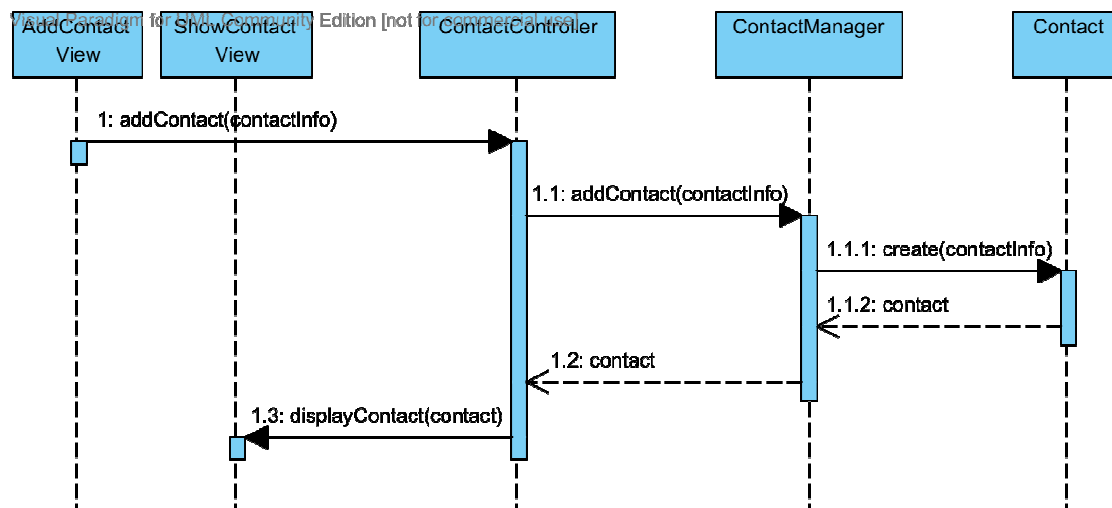 Visual Paradigm for UML Community Edition [not for commercial use]
AddContact
View
ShowContact
View
ContactController
ContactManager
Contact
1: addContact(contactInfo)
1.1: addContact(contactInfo)
1.1.1: create(contactInfo)
1.1.2: contact
1.2: contact
1.3: displayContact(contact)